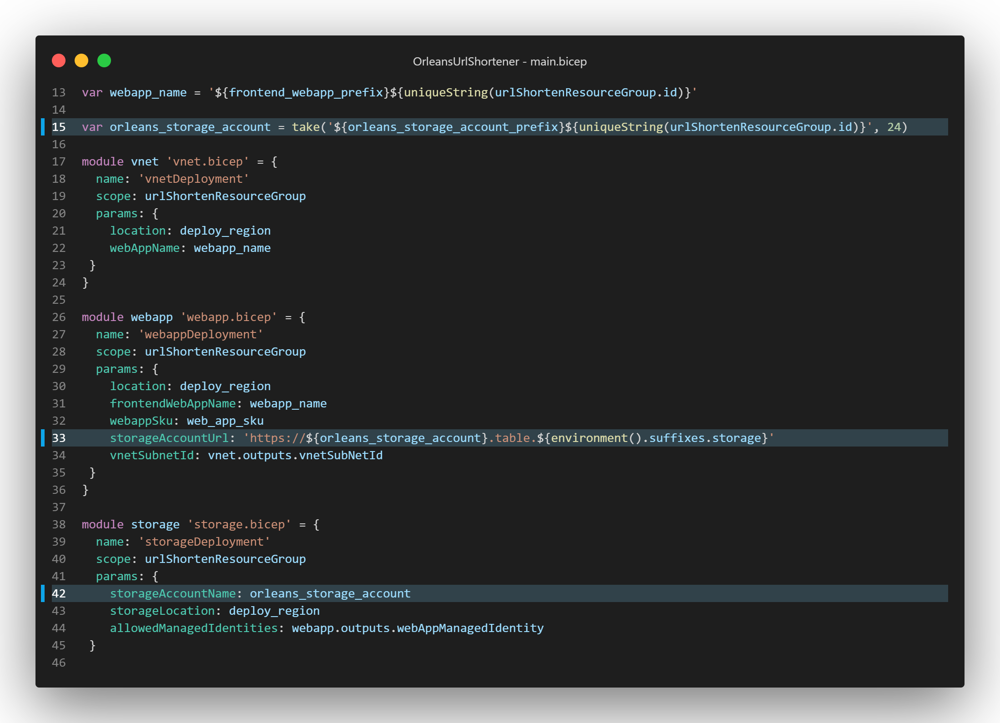 OrleansUrlShortener - main.bicep
13 var webapp_name = '${frontend_webapp_prefix}${uniqueString(urlShortenResourceGroup.id)}'
14
15 var orleans_storage_account = take('${orleans_storage_account_prefix}${uniqueString(urlShortenResourceGroup.id)}', 24)
16
17 module vnet 'vnet.bicep' = {
18   name: 'vnetDeployment'
19   scope: urlShortenResourceGroup
20   params: {
21     location: deploy_region
22     webAppName: webapp_name
23  }
24 }
25
26 module webapp 'webapp.bicep' = {
27   name: 'webappDeployment'
28   scope: urlShortenResourceGroup
29   params: {
30     location: deploy_region
31     frontendWebAppName: webapp_name
32     webappSku: web_app_sku
33     storageAccountUrl: 'https://${orleans_storage_account}.table.${environment().suffixes.storage}'
34     vnetSubnetId: vnet.outputs.vnetSubNetId
35  }
36 }
37
38 module storage 'storage.bicep' = {
39   name: 'storageDeployment'
40   scope: urlShortenResourceGroup
41   params: {
42     storageAccountName: orleans_storage_account
43     storageLocation: deploy_region
44     allowedManagedIdentities: webapp.outputs.webAppManagedIdentity
45  }
46